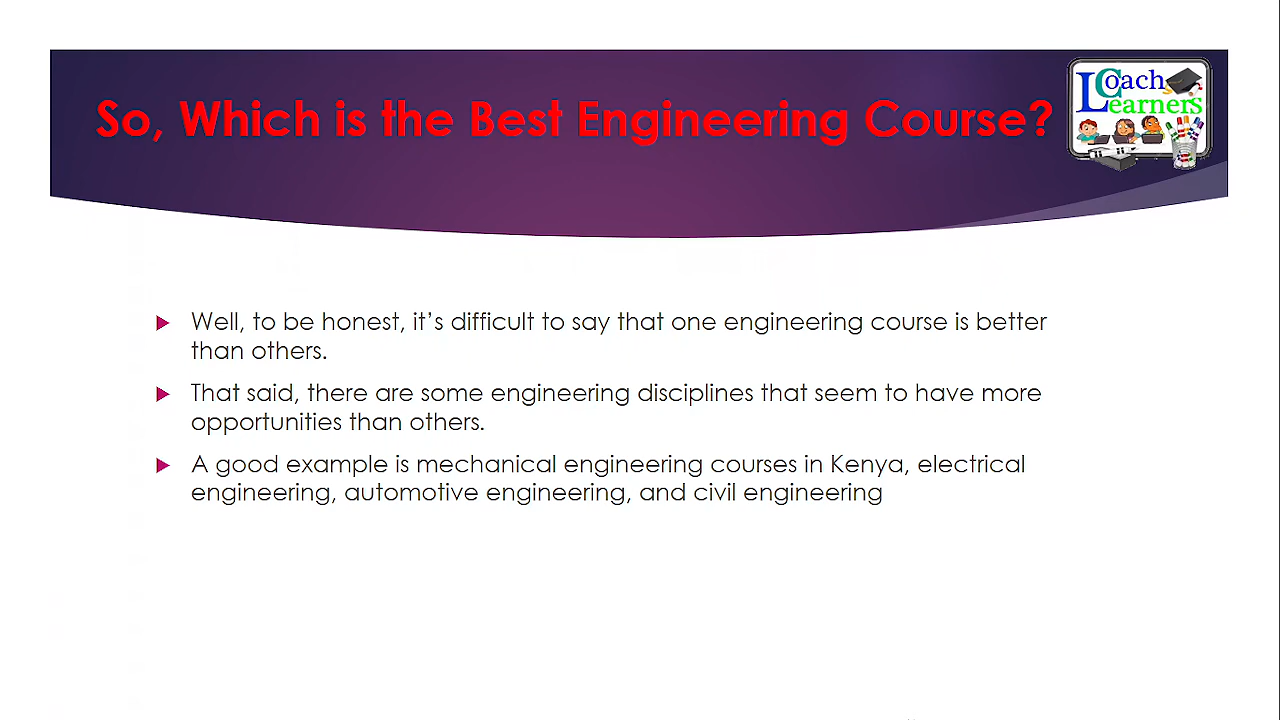 So, Which is the Best Engineering Course?
Coach
Learners
Well, to be honest, it's difficult to say that one engineering course is better
than others.
That said, there are some engineering disciplines that seem to have more
opportunities than others.
A good example is mechanical engineering courses in Kenya, electrical
engineering, automotive engineering, and civil engineering